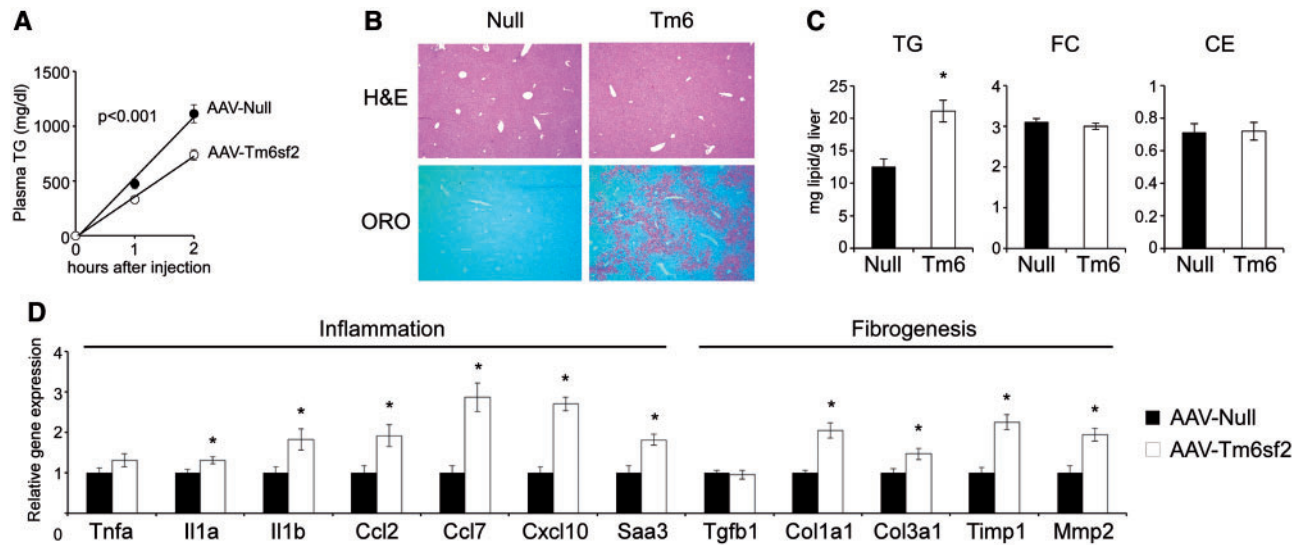 A
Plasma TG (mg/dl)
1500
1000
500
0
p<0.001
AAV-Null
AAV-Tm6sf2
0 1 2
hours after injection
B
Null Tm6
H&E
ORO
C
TG FC CE
mg lipid/g liver
25
20
15
10
5
0
*
Null Tm6
4
3
2
1
0
Null Tm6
1
0.8
0.6
0.4
0.2
0
Null Tm6
D
Inflammation Fibrogenesis
Relative gene expression
4
3
2
1
0
* * * * * * * * * *
Tnfa Il1a Il1b Ccl2 Ccl7 Cxcl10 Saa3 Tgfb1 Col1a1 Col3a1 Timp1 Mmp2
AAV-Null
AAV-Tm6sf2